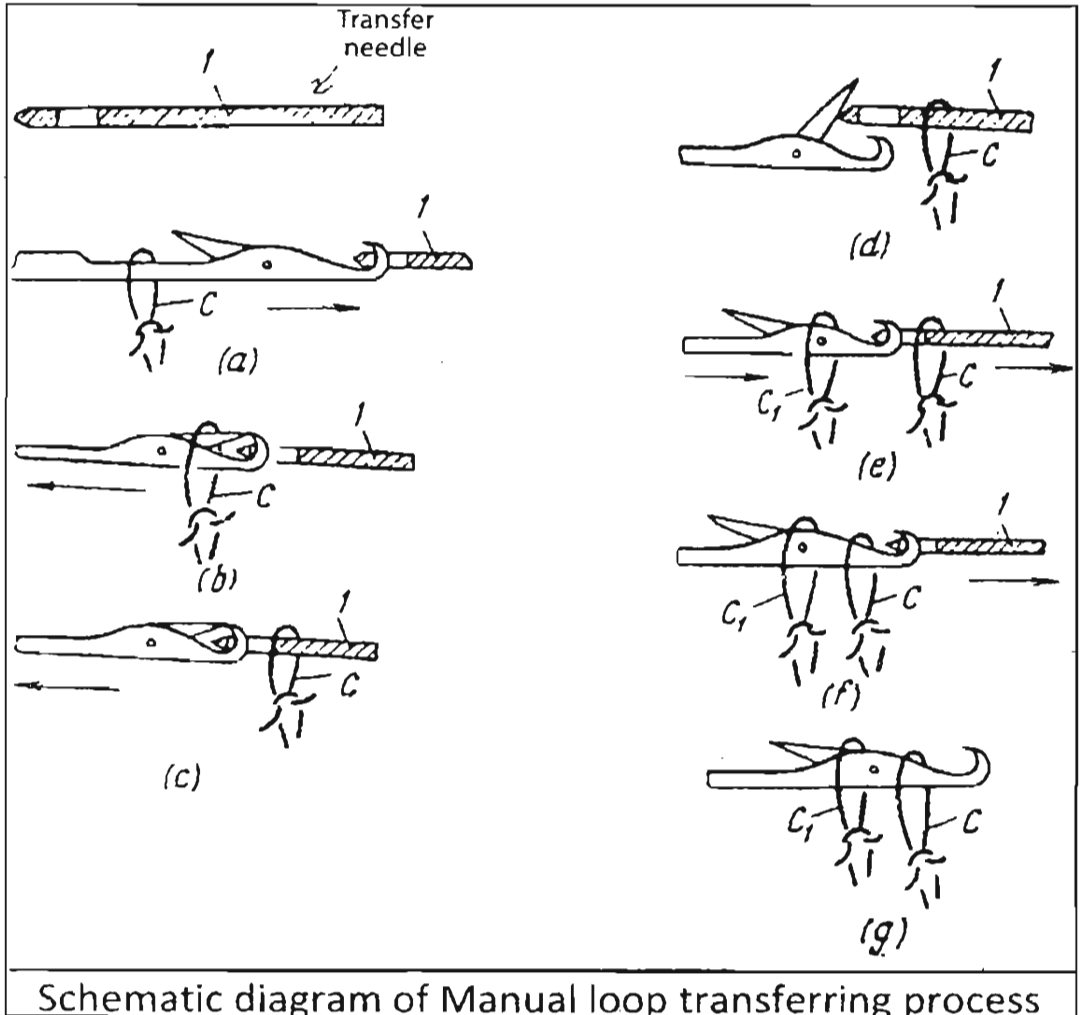 Transfer
needle
1
1
C
(a)
1
C
(b)
1
C
(c)
1
C
(d)
1
C₁
C
(e)
1
C₁
C
(f)
C₁
C
(g)
Schematic diagram of Manual loop transferring process